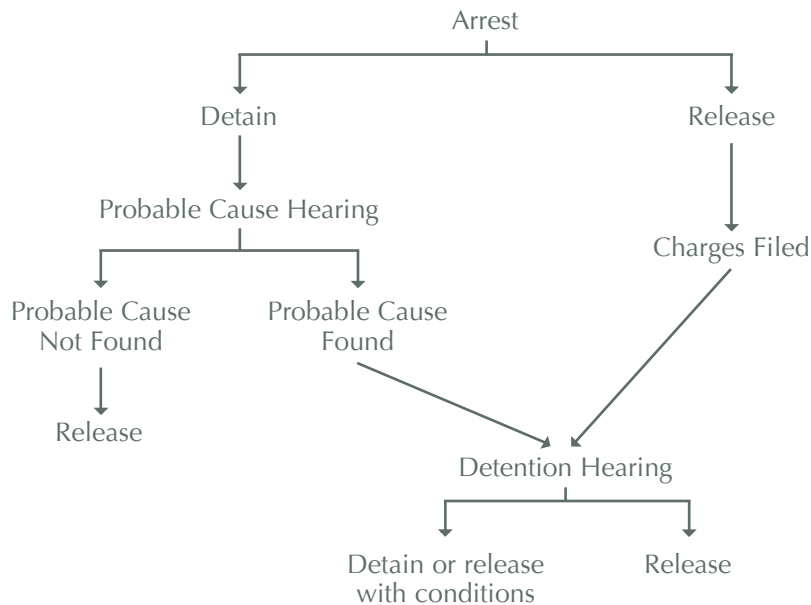 Arrest
Detain
Release
Probable Cause Hearing
Charges Filed
Probable Cause
Not Found
Probable Cause
Found
Release
Detention Hearing
Detain or release
with conditions
Release